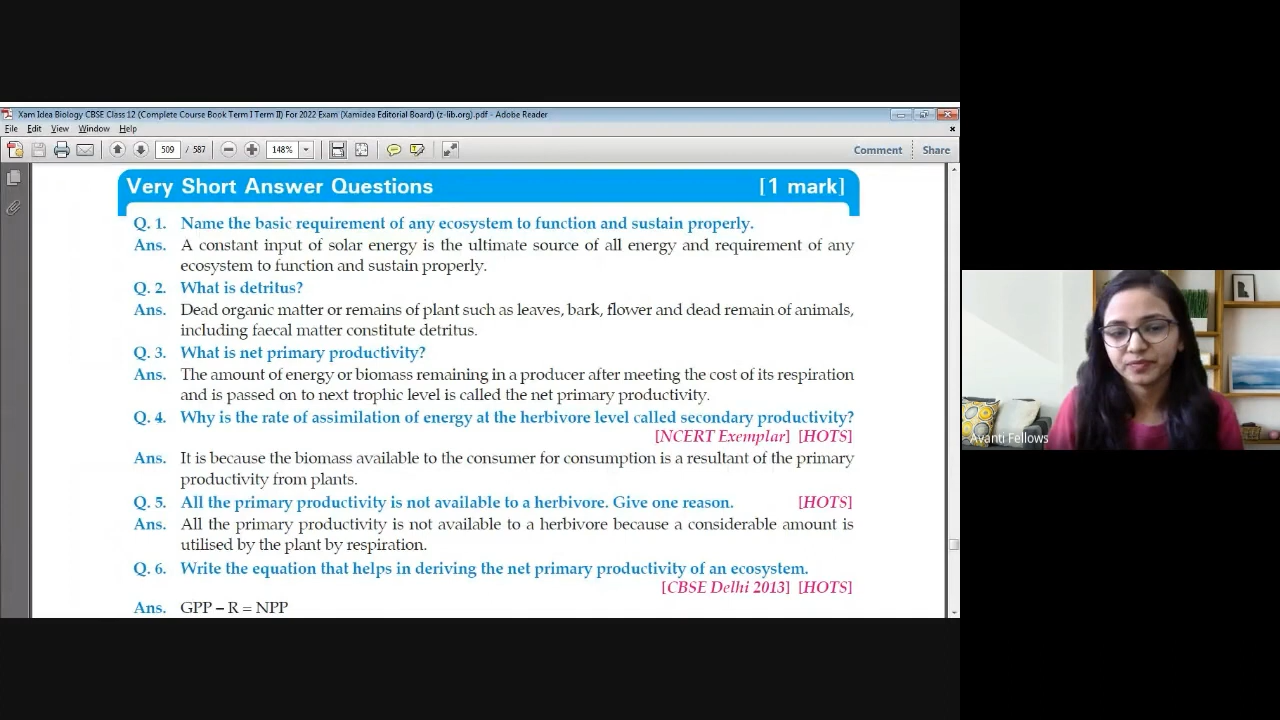 Xam Idea Biology CBSE Class 12 (Complete Course Book Term I Term II) For 2022 Exam (Xamidea Editorial Board) (z-lib.org).pdf - Adobe Reader
File Edit View Window Help
509 / 587 148% Comment Share
Very Short Answer Questions [1 mark]
Q. 1. Name the basic requirement of any ecosystem to function and sustain properly.
Ans. A constant input of solar energy is the ultimate source of all energy and requirement of any
ecosystem to function and sustain properly.
Q. 2. What is detritus?
Ans. Dead organic matter or remains of plant such as leaves, bark, flower and dead remain of animals,
including faecal matter constitute detritus.
Q. 3. What is net primary productivity?
Ans. The amount of energy or biomass remaining in a producer after meeting the cost of its respiration
and is passed on to next trophic level is called the net primary productivity.
Q. 4. Why is the rate of assimilation of energy at the herbivore level called secondary productivity?
[NCERT Exemplar] [HOTS]
Ans. It is because the biomass available to the consumer for consumption is a resultant of the primary
productivity from plants.
Q. 5. All the primary productivity is not available to a herbivore. Give one reason. [HOTS]
Ans. All the primary productivity is not available to a herbivore because a considerable amount is
utilised by the plant by respiration.
Q. 6. Write the equation that helps in deriving the net primary productivity of an ecosystem.
[CBSE Delhi 2013] [HOTS]
Ans. GPP – R = NPP
Avanti Fellows